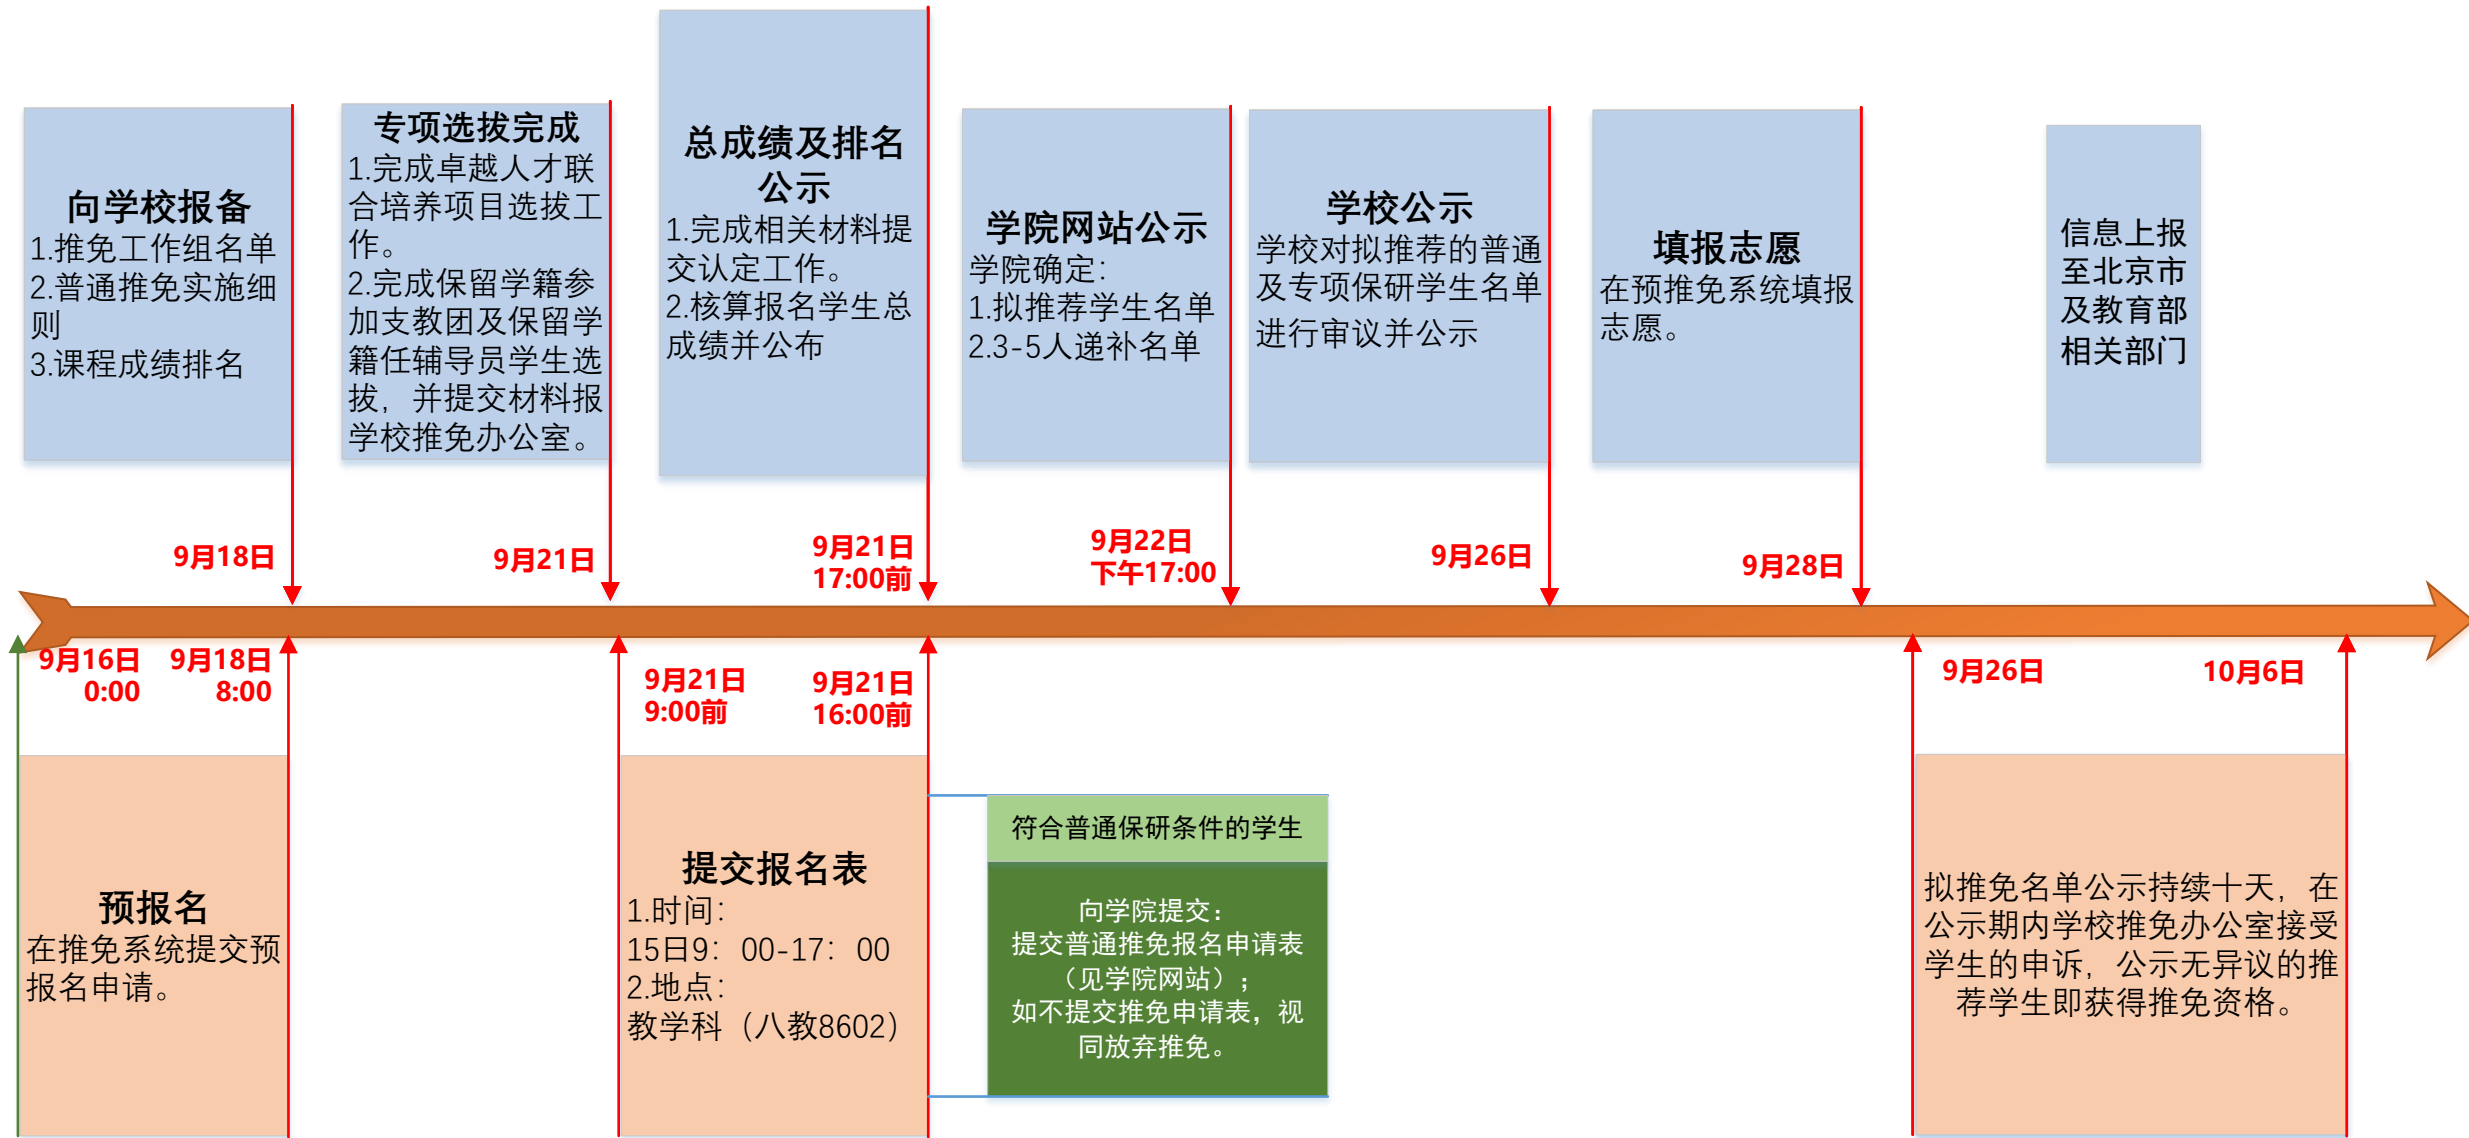 向学校报备
1.推免工作组名单
2.普通推免实施细
则
3.课程成绩排名
专项选拔完成
1.完成卓越人才联
合培养项目选拔工
作。
2.完成保留学籍参
加支教团及保留学
籍任辅导员学生选
拔，并提交材料报
学校推免办公室。
总成绩及排名
公示
1.完成相关材料提
交认定工作。
2.核算报名学生总
成绩并公布
学院网站公示
学院确定：
1.拟推荐学生名单
2.3-5人递补名单
学校公示
学校对拟推荐的普通
及专项保研学生名单
进行审议并公示
填报志愿
在预推免系统填报
志愿。
信息上报
至北京市
及教育部
相关部门
9月18日
9月21日
9月21日
17:00前
9月22日
下午17:00
9月26日
9月28日
9月16日
0:00
9月18日
8:00
9月21日
9:00前
9月21日
16:00前
9月26日
10月6日
预报名
在推免系统提交预
报名申请。
提交报名表
1.时间：
15日9：00-17：00
2.地点：
教学科（八教8602）
符合普通保研条件的学生
向学院提交：
提交普通推免报名申请表
（见学院网站）；
如不提交推免申请表，视
同放弃推免。
拟推免名单公示持续十天，在
公示期内学校推免办公室接受
学生的申诉，公示无异议的推
荐学生即获得推免资格。